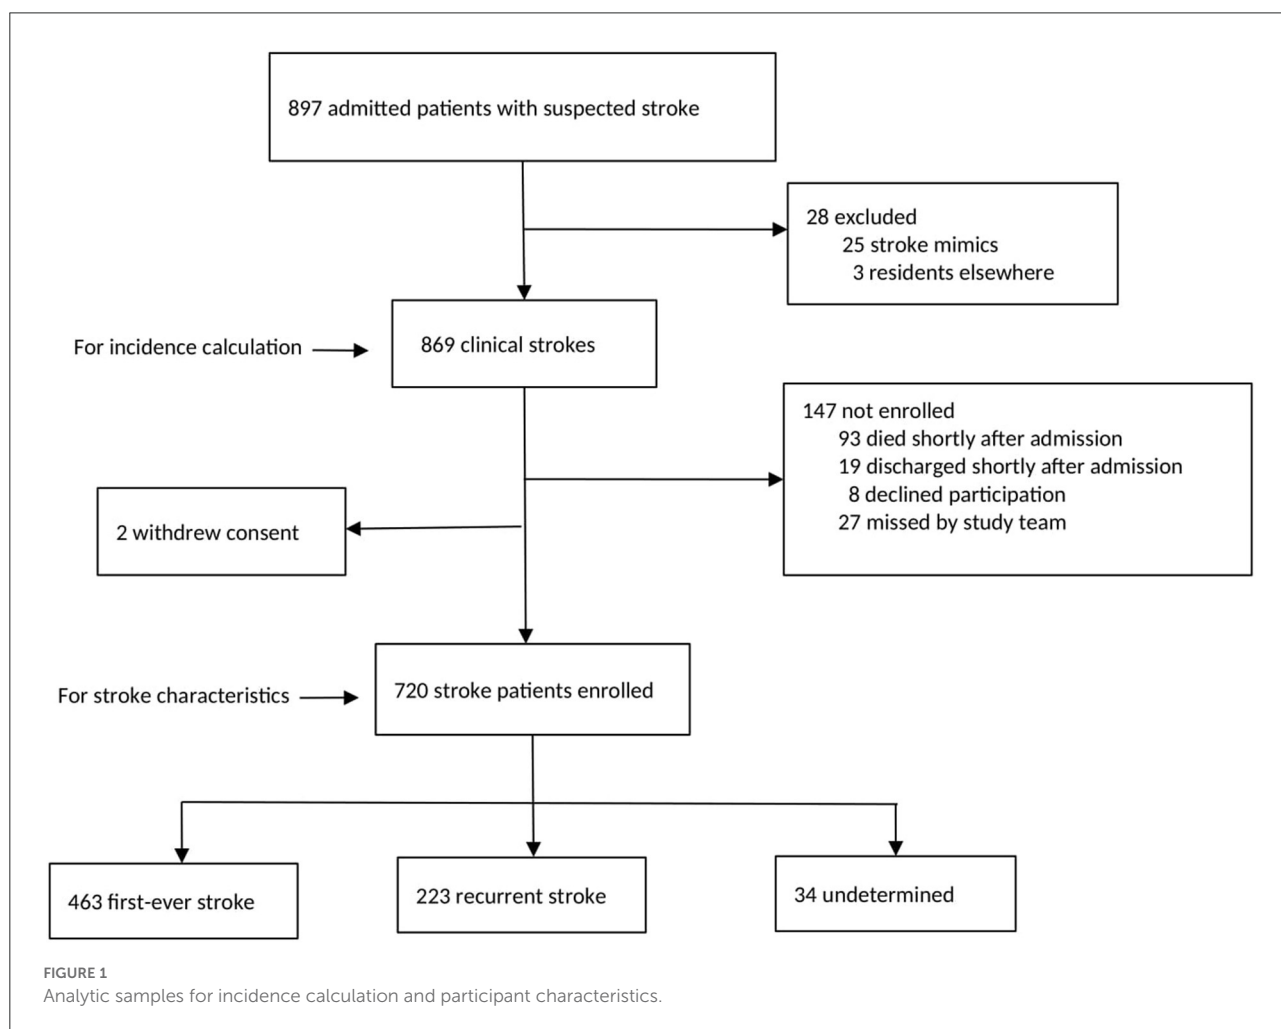 897 admitted patients with suspected stroke
28 excluded
25 stroke mimics
3 residents elsewhere
For incidence calculation
869 clinical strokes
147 not enrolled
93 died shortly after admission
19 discharged shortly after admission
8 declined participation
27 missed by study team
2 withdrew consent
For stroke characteristics
720 stroke patients enrolled
463 first-ever stroke
223 recurrent stroke
34 undetermined
FIGURE 1
Analytic samples for incidence calculation and participant characteristics.